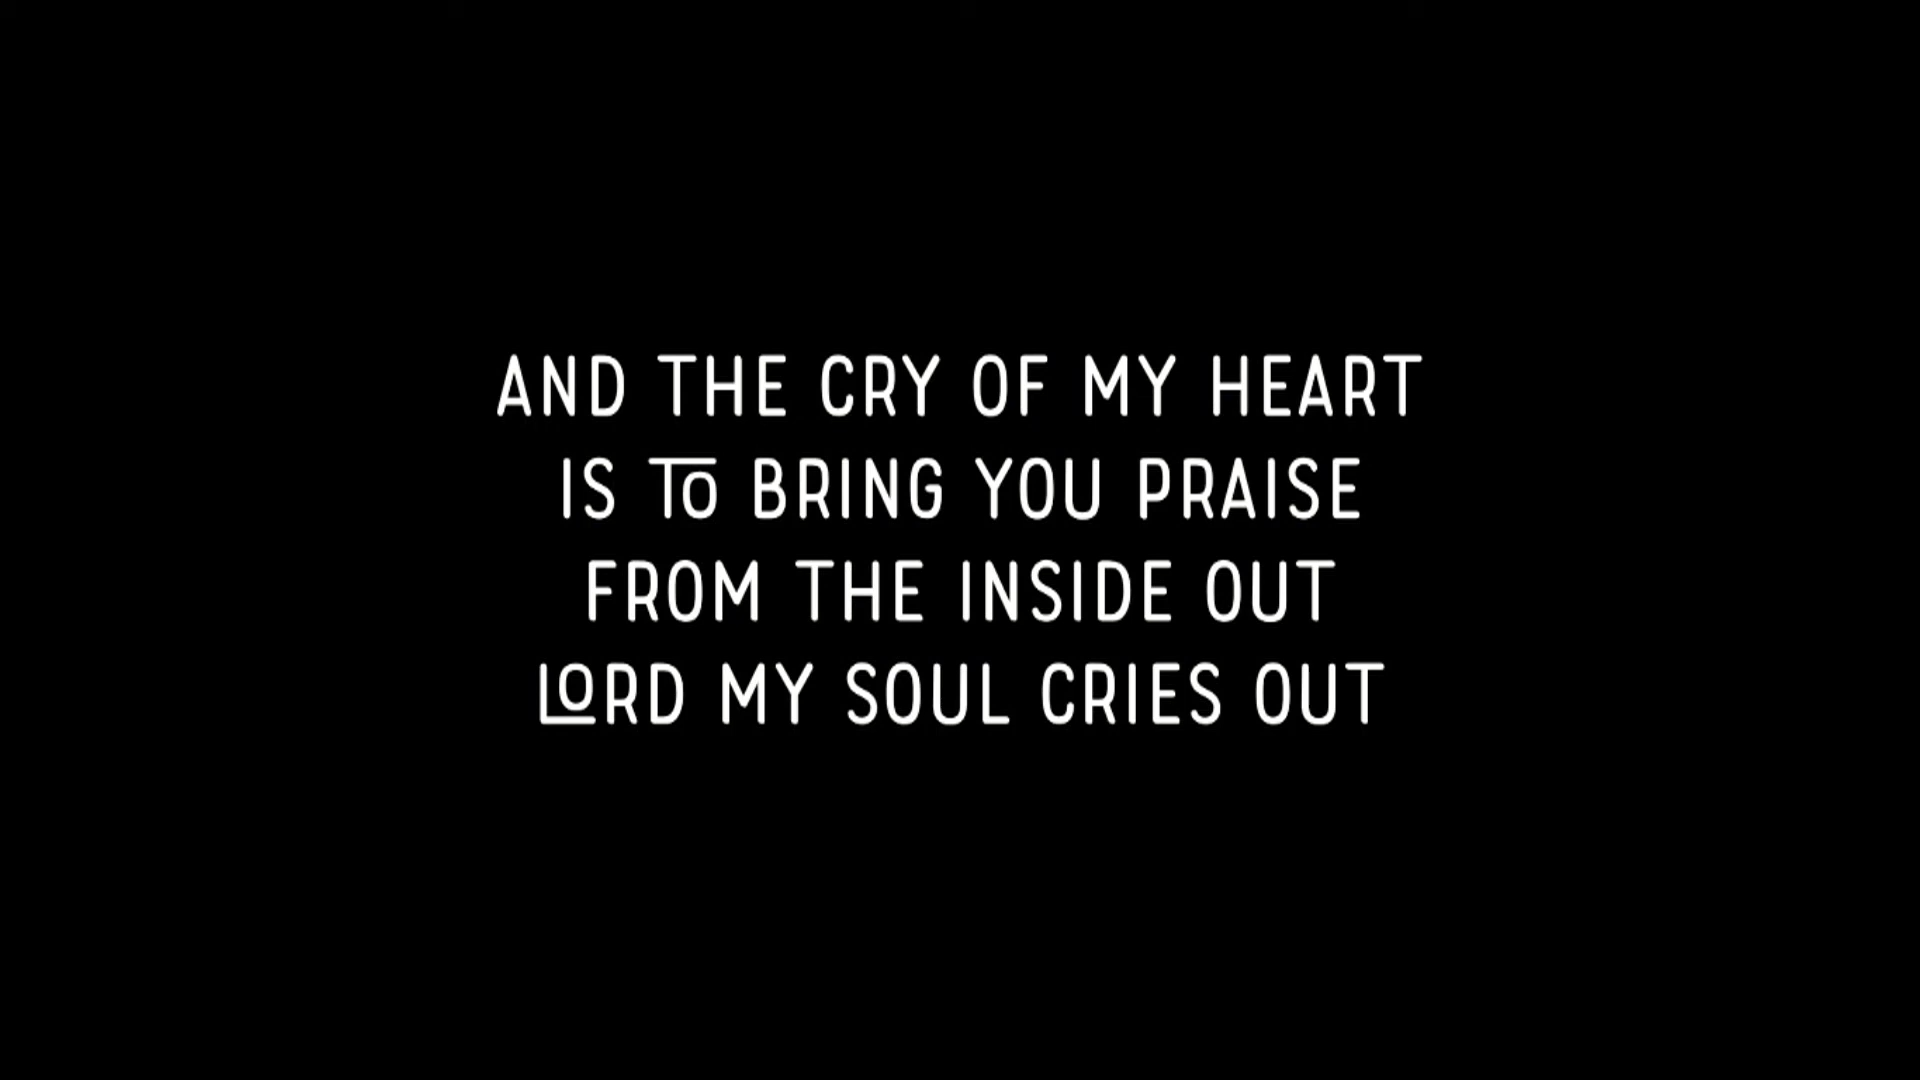 AND THE CRY OF MY HEART
IS TO BRING YOU PRAISE
FROM THE INSIDE OUT
LORD MY SOUL CRIES OUT